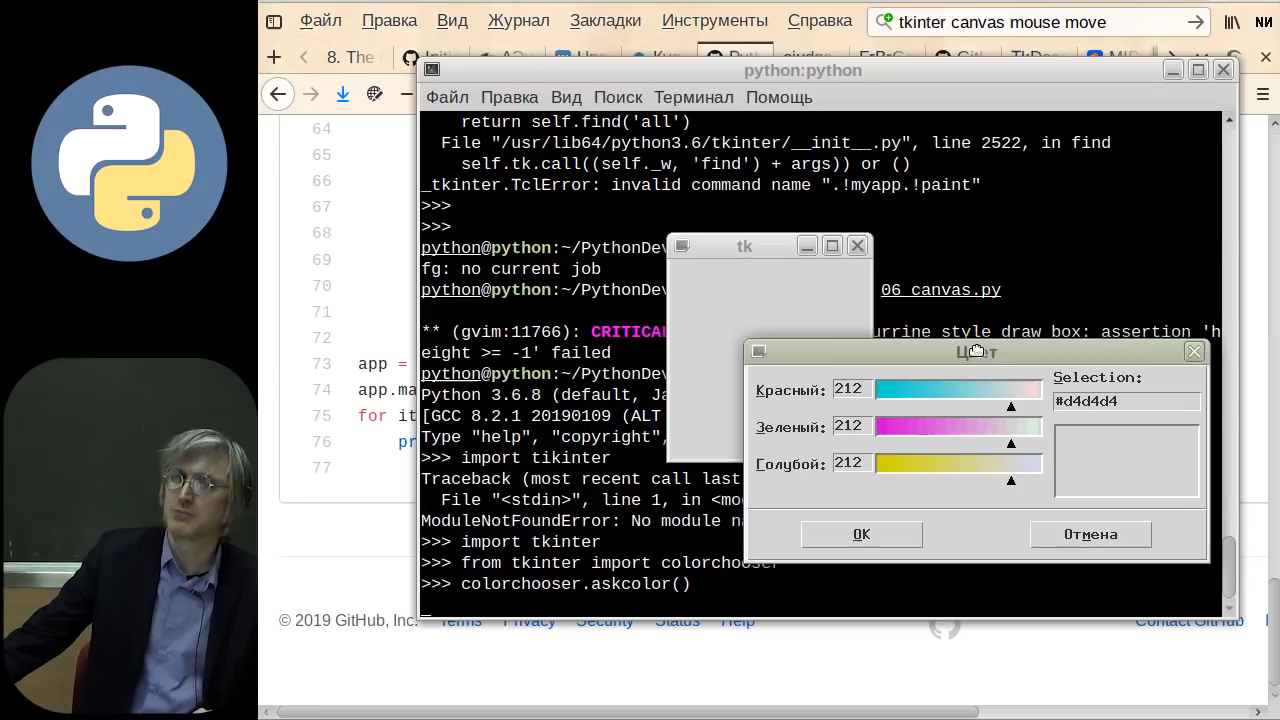 Файл Правка Вид Журнал Закладки Инструменты Справка tkinter canvas mouse move
8. The
python:python
Файл Правка Вид Поиск Терминал Помощь
64
65
66
67
68
69
70
71
72
73 app =
74 app.ma
75 for it
76 pr
77
return self.find('all')
File "/usr/lib64/python3.6/tkinter/__init__.py", line 2522, in find
self.tk.call((self._w, 'find') + args)) or ()
_tkinter.TclError: invalid command name ".!myapp.!paint"
>>>
>>>
python@python:~/PythonDev
fg: no current job
python@python:~/PythonDev 06_canvas.py
** (gvim:11766): CRITICAL urrine style draw box: assertion 'h
eight >= -1' failed
python@python:~/PythonDev
Python 3.6.8 (default, Ja
[GCC 8.2.1 20190109 (ALT
Type "help", "copyright",
>>> import tikinter
Traceback (most recent call last
File "<stdin>", line 1, in <mo
ModuleNotFoundError: No module na
>>> import tkinter
>>> from tkinter import colorchooser
>>> colorchooser.askcolor()
tk
Цвет
Красный: 212
Зеленый: 212
Голубой: 212
Selection:
#d4d4d4
OK Отмена
© 2019 GitHub, Inc. Terms Privacy Security Status Help Contact GitHub